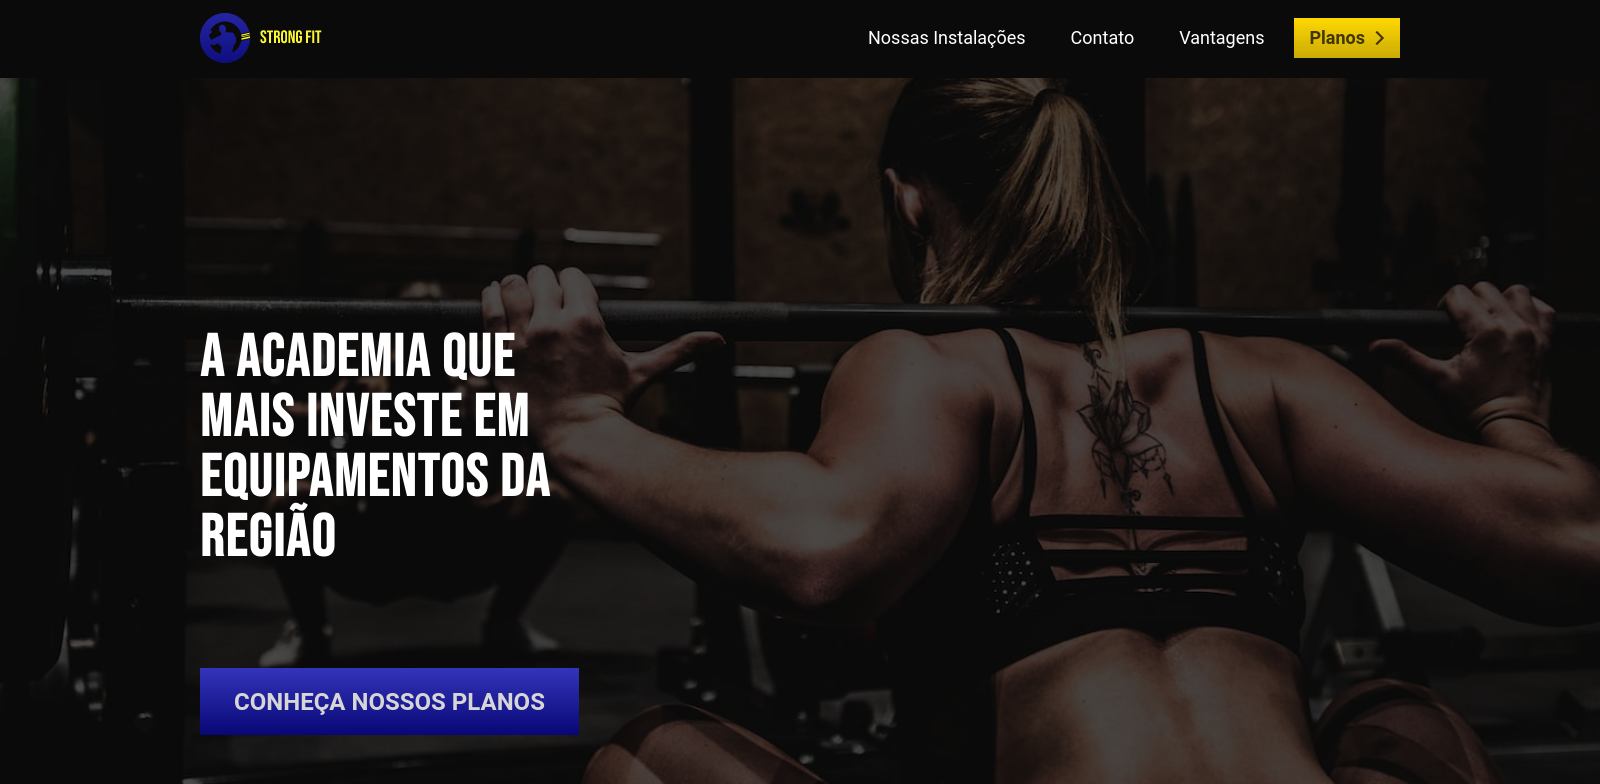 STRONG FIT
Nossas Instalações
Contato
Vantagens
Planos
A ACADEMIA QUE
MAIS INVESTE EM
EQUIPAMENTOS DA
REGIÃO
CONHEÇA NOSSOS PLANOS